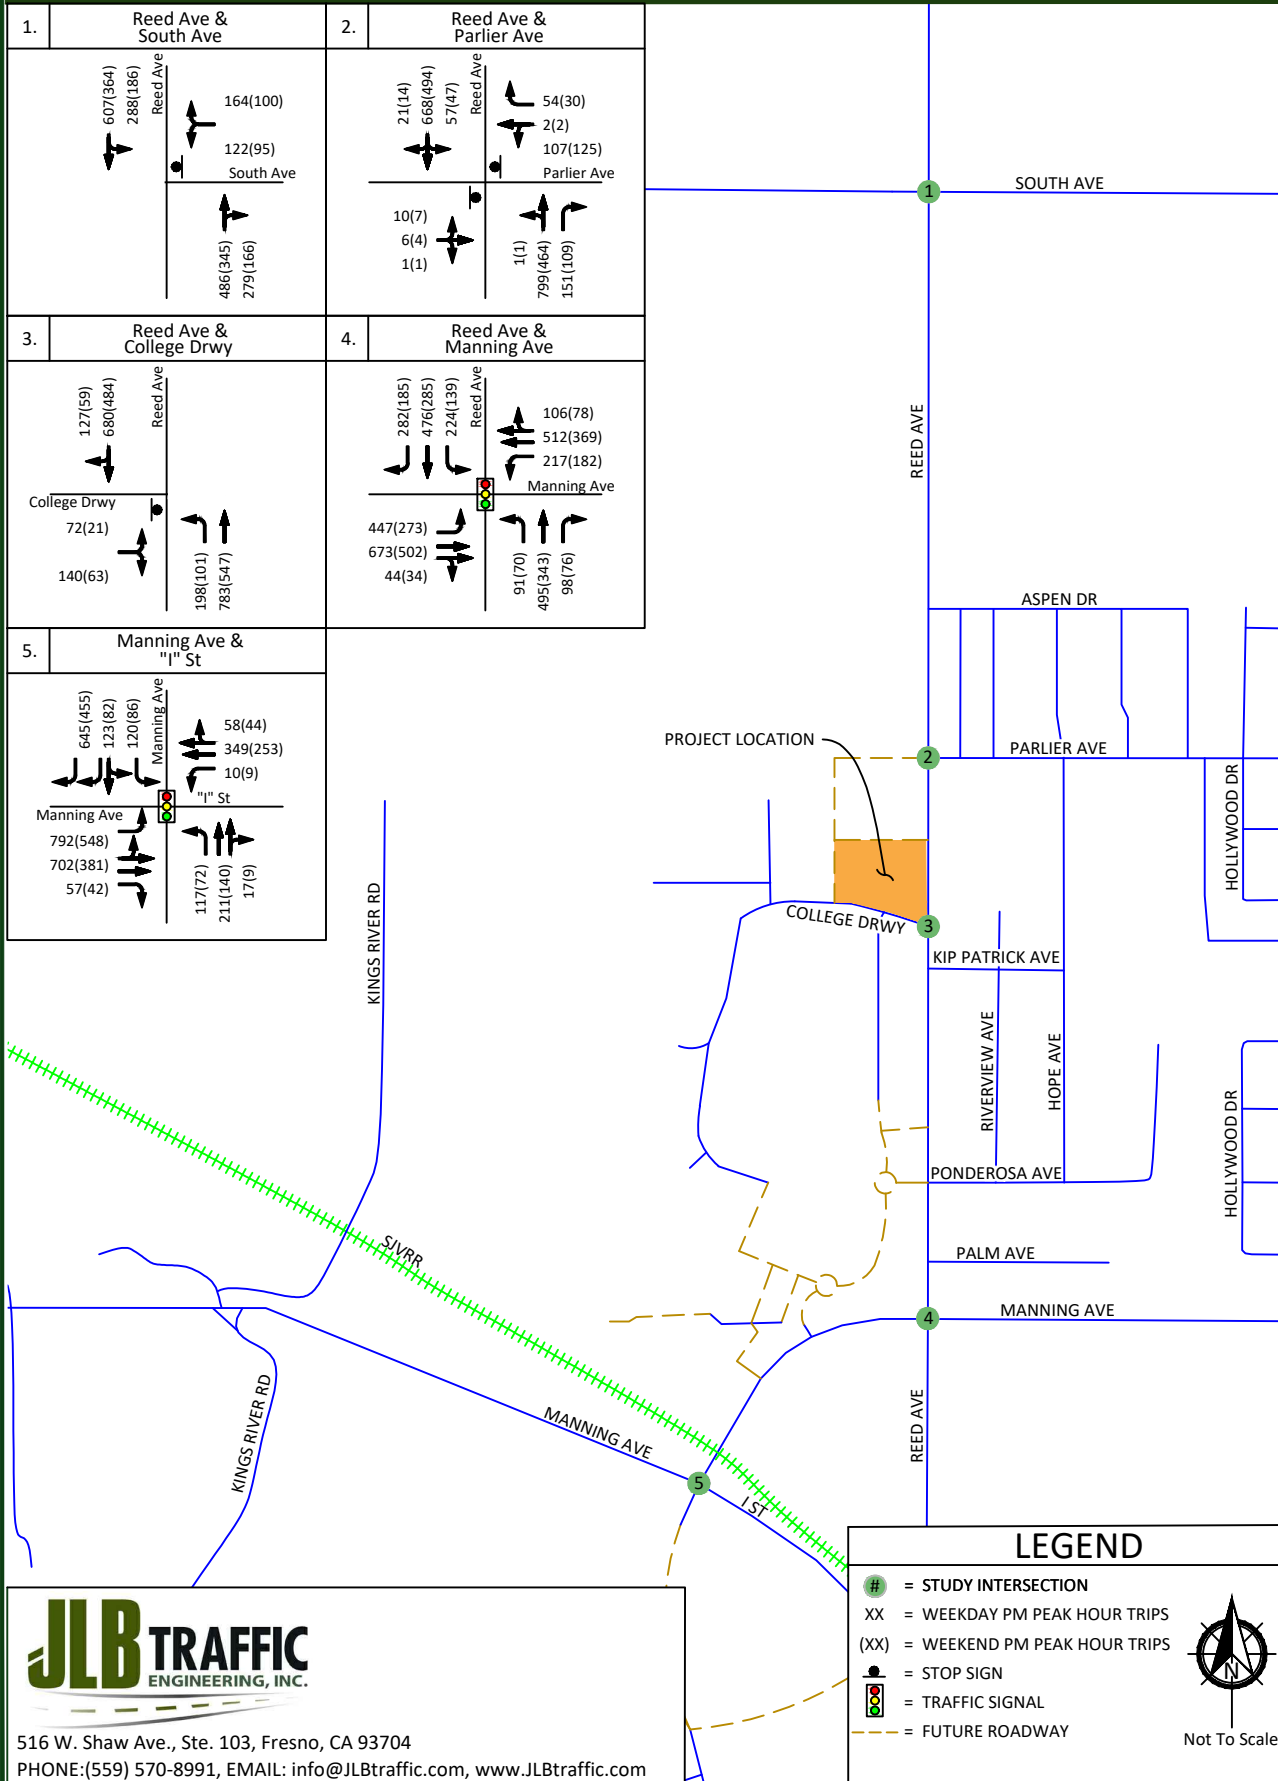 1.
Reed Ave &
South Ave
607(364)
288(186)
Reed Ave
164(100)
122(95)
South Ave
486(345)
279(166)
2.
Reed Ave &
Parlier Ave
21(14)
668(494)
57(47)
Reed Ave
54(30)
2(2)
107(125)
Parlier Ave
10(7)
6(4)
1(1)
1(1)
799(464)
151(109)
3.
Reed Ave &
College Drwy
127(59)
680(484)
Reed Ave
College Drwy
72(21)
140(63)
198(101)
783(547)
4.
Reed Ave &
Manning Ave
282(185)
476(285)
224(139)
Reed Ave
106(78)
512(369)
217(182)
Manning Ave
447(273)
673(502)
44(34)
91(70)
495(343)
98(76)
5.
Manning Ave &
"I" St
645(455)
123(82)
120(86)
Manning Ave
58(44)
349(253)
10(9)
"I" St
Manning Ave
792(548)
702(381)
57(42)
117(72)
211(140)
17(9)
1
SOUTH AVE
REED AVE
ASPEN DR
PROJECT LOCATION
2
PARLIER AVE
HOLLYWOOD DR
COLLEGE DRWY
3
KIP PATRICK AVE
KINGS RIVER RD
RIVERVIEW AVE
HOPE AVE
HOLLYWOOD DR
PONDEROSA AVE
SJVRR
PALM AVE
4
MANNING AVE
KINGS RIVER RD
MANNING AVE
REED AVE
5
I ST
LEGEND
# = STUDY INTERSECTION
XX = WEEKDAY PM PEAK HOUR TRIPS
(XX) = WEEKEND PM PEAK HOUR TRIPS
= STOP SIGN
= TRAFFIC SIGNAL
= FUTURE ROADWAY
N
Not To Scale
JLB TRAFFIC
ENGINEERING, INC.
516 W. Shaw Ave., Ste. 103, Fresno, CA 93704
PHONE:(559) 570-8991, EMAIL: info@JLBtraffic.com, www.JLBtraffic.com